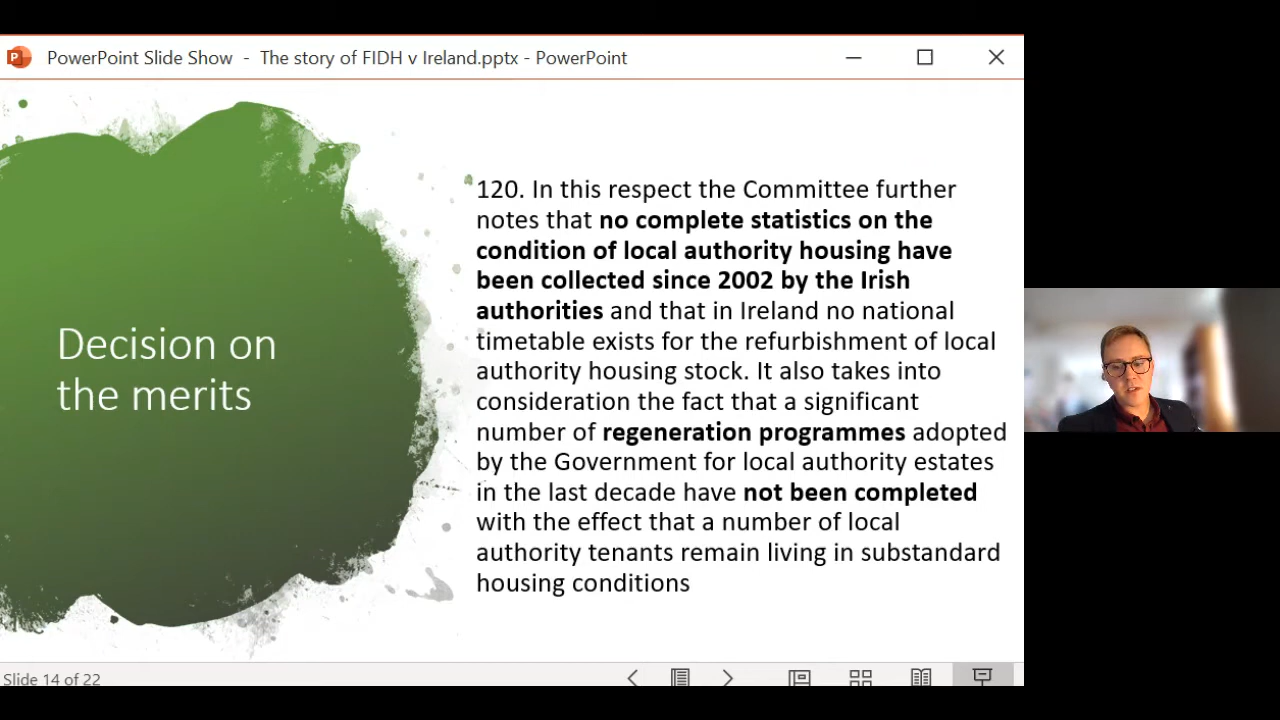 PowerPoint Slide Show - The story of FIDH v Ireland.pptx - PowerPoint
Decision on
the merits
120. In this respect the Committee further
notes that no complete statistics on the
condition of local authority housing have
been collected since 2002 by the Irish
authorities and that in Ireland no national
timetable exists for the refurbishment of local
authority housing stock. It also takes into
consideration the fact that a significant
number of regeneration programmes adopted
by the Government for local authority estates
in the last decade have not been completed
with the effect that a number of local
authority tenants remain living in substandard
housing conditions
Slide 14 of 22